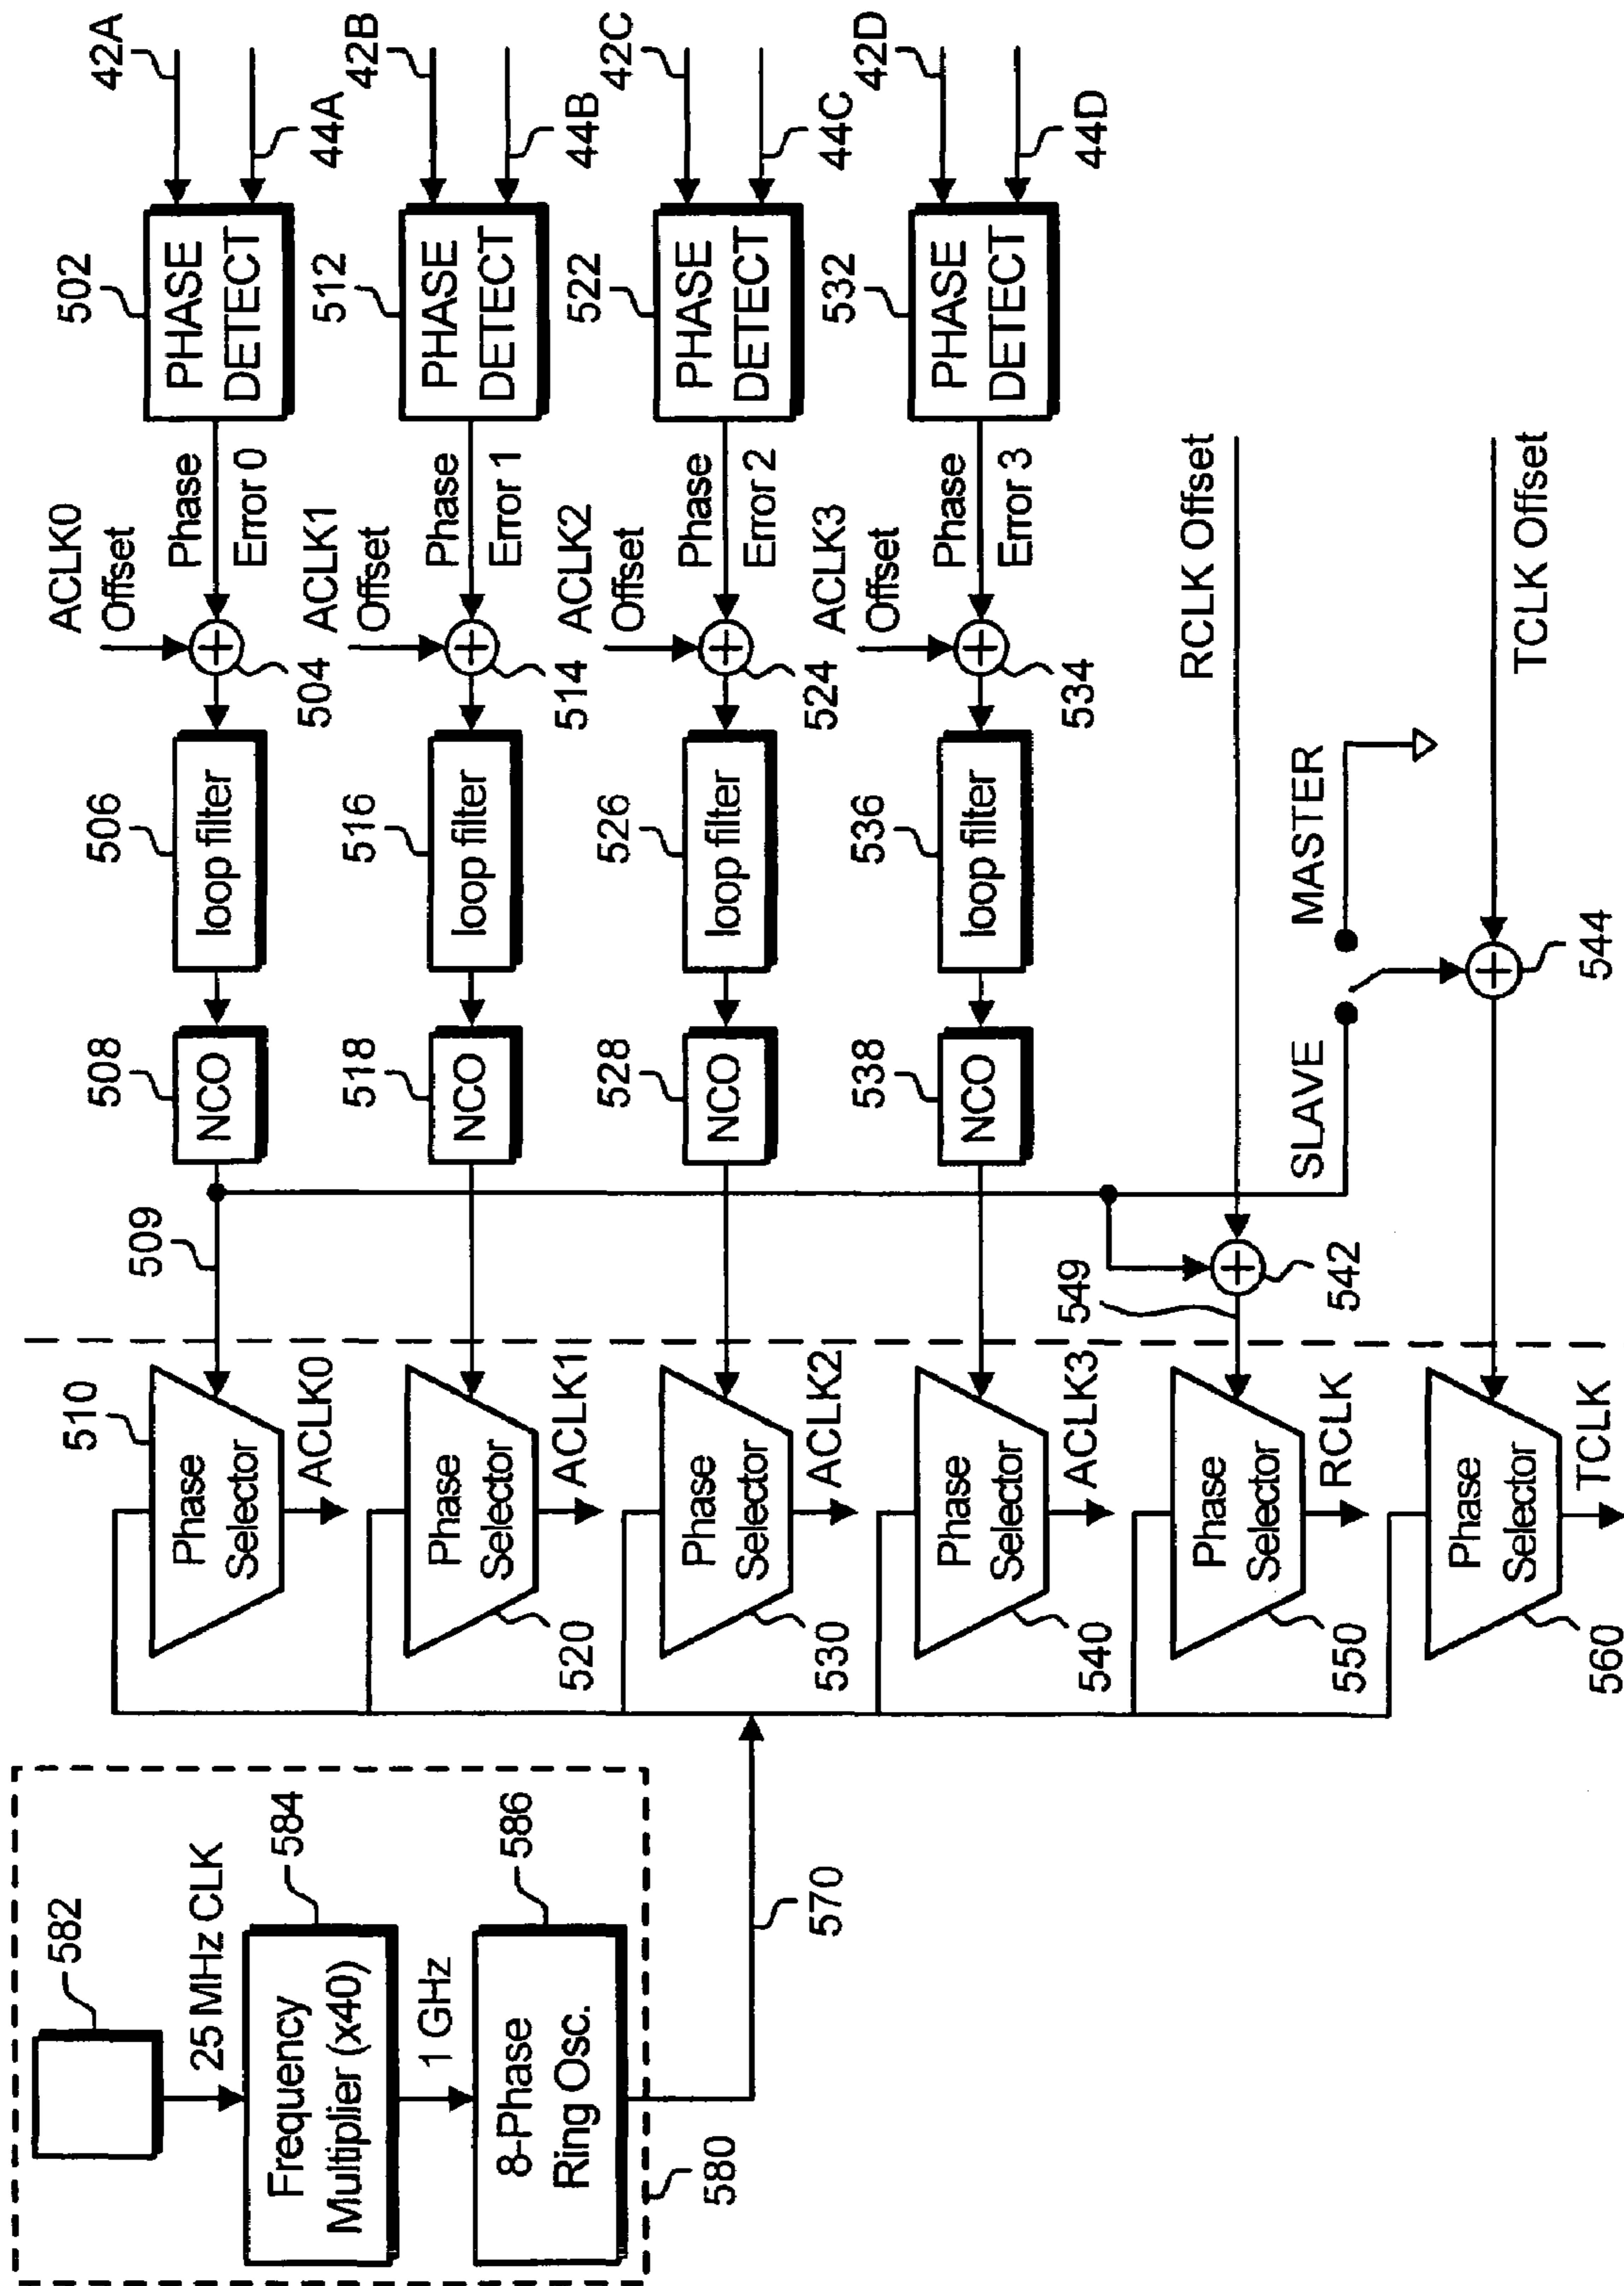 582
25 MHz CLK
584
Frequency
Multiplier (x40)
1 GHz
586
8-Phase
Ring Osc.
580
570
510
Phase
Selector
ACLK0
509
508
NCO
506
loop filter
504
ACLK0
Offset
Phase
Error 0
502
PHASE
DETECT
42A
44A
520
Phase
Selector
ACLK1
518
NCO
516
loop filter
514
ACLK1
Offset
Phase
Error 1
512
PHASE
DETECT
42B
44B
530
Phase
Selector
ACLK2
528
NCO
526
loop filter
524
ACLK2
Offset
Phase
Error 2
522
PHASE
DETECT
42C
44C
540
Phase
Selector
ACLK3
538
NCO
536
loop filter
534
ACLK3
Offset
Phase
Error 3
532
PHASE
DETECT
42D
44D
550
Phase
Selector
RCLK
549
542
RCLK Offset
SLAVE
MASTER
560
Phase
Selector
TCLK
544
TCLK Offset